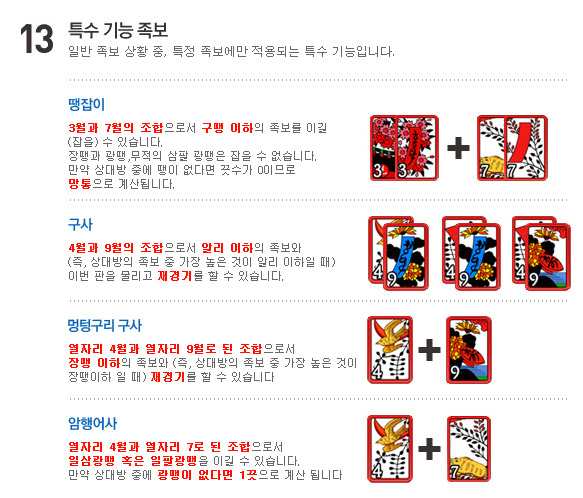 13 특수 기능 족보
일반 족보 상황 중, 특정 족보에만 적용되는 특수 기능입니다.
땡잡이
3월과 7월의 조합으로서 구땡 이하의 족보를 이길
(잡을) 수 있습니다.
장땡과 광땡,무적의 삼팔 광땡은 잡을 수 없습니다.
만약 상대방 중에 땡이 없다면 끗수가 0이므로
망통으로 계산됩니다.
3 3 + 7 7
구사
4월과 9월의 조합으로서 알리 이하의 족보와
(즉, 상대방의 족보 중 가장 높은 것이 알리 이하일 때)
이번 판을 물리고 재경기를 할 수 있습니다.
4 9 4 9 4 9
멍텅구리 구사
열자리 4월과 열자리 9월로 된 조합으로서
장땡 이하의 족보와 (즉, 상대방의 족보 중 가장 높은 것이
장땡이하 일 때) 재경기를 할 수 있습니다
4 + 9
암행어사
열자리 4월과 열자리 7로 된 조합으로서
일삼광땡 혹은 일팔광땡을 이길 수 있습니다.
만약 상대방 중에 광땡이 없다면 1끗으로 계산 됩니다
4 + 7